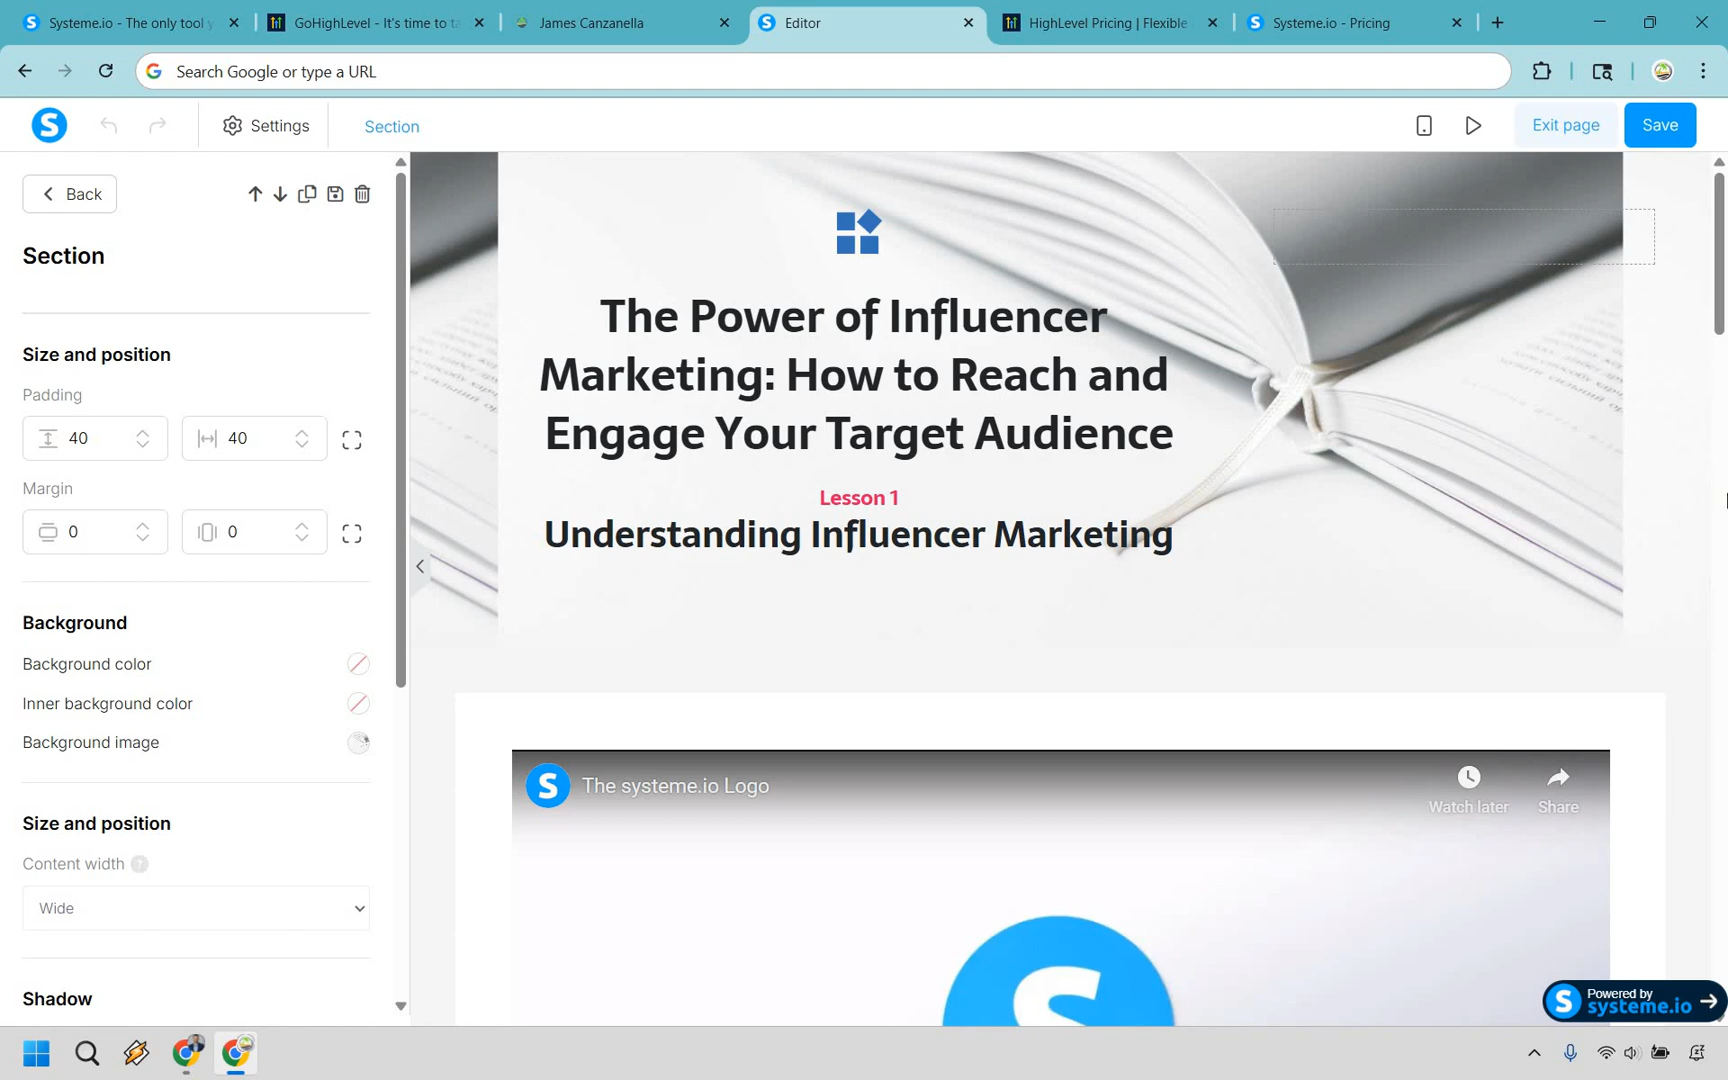 Systeme.io - The only tool y
GoHighLevel - It's time to ta
James Canzanella
Editor
HighLevel Pricing | Flexible
Systeme.io - Pricing
Search Google or type a URL
Settings
Section
Exit page
Save
Back
Section
Size and position
Padding
40
40
Margin
0
0
Background
Background color
Inner background color
Background image
Size and position
Content width ?
Wide
Shadow
The Power of Influencer
Marketing: How to Reach and
Engage Your Target Audience
Lesson 1
Understanding Influencer Marketing
The systeme.io Logo
Watch later
Share
Powered by
systeme.io